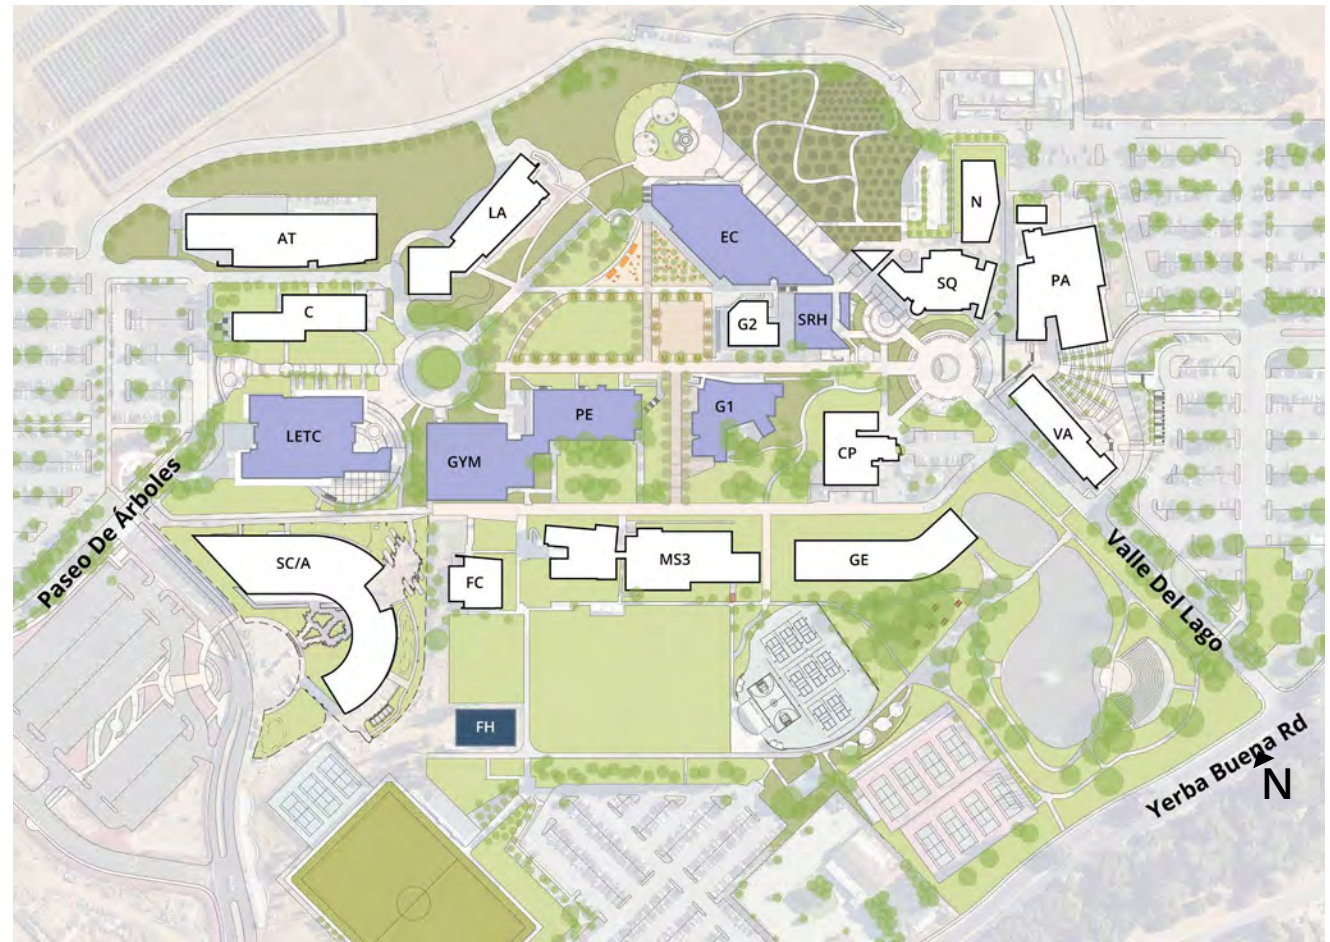 N
LA
AT
EC
PA
SQ
C
SRH
G2
G1
PE
LETC
VA
CP
GYM
Paseo De Árboles
MS3
GE
SC/A
FC
Valle Del Lago
FH
Yerba Buena Rd
N